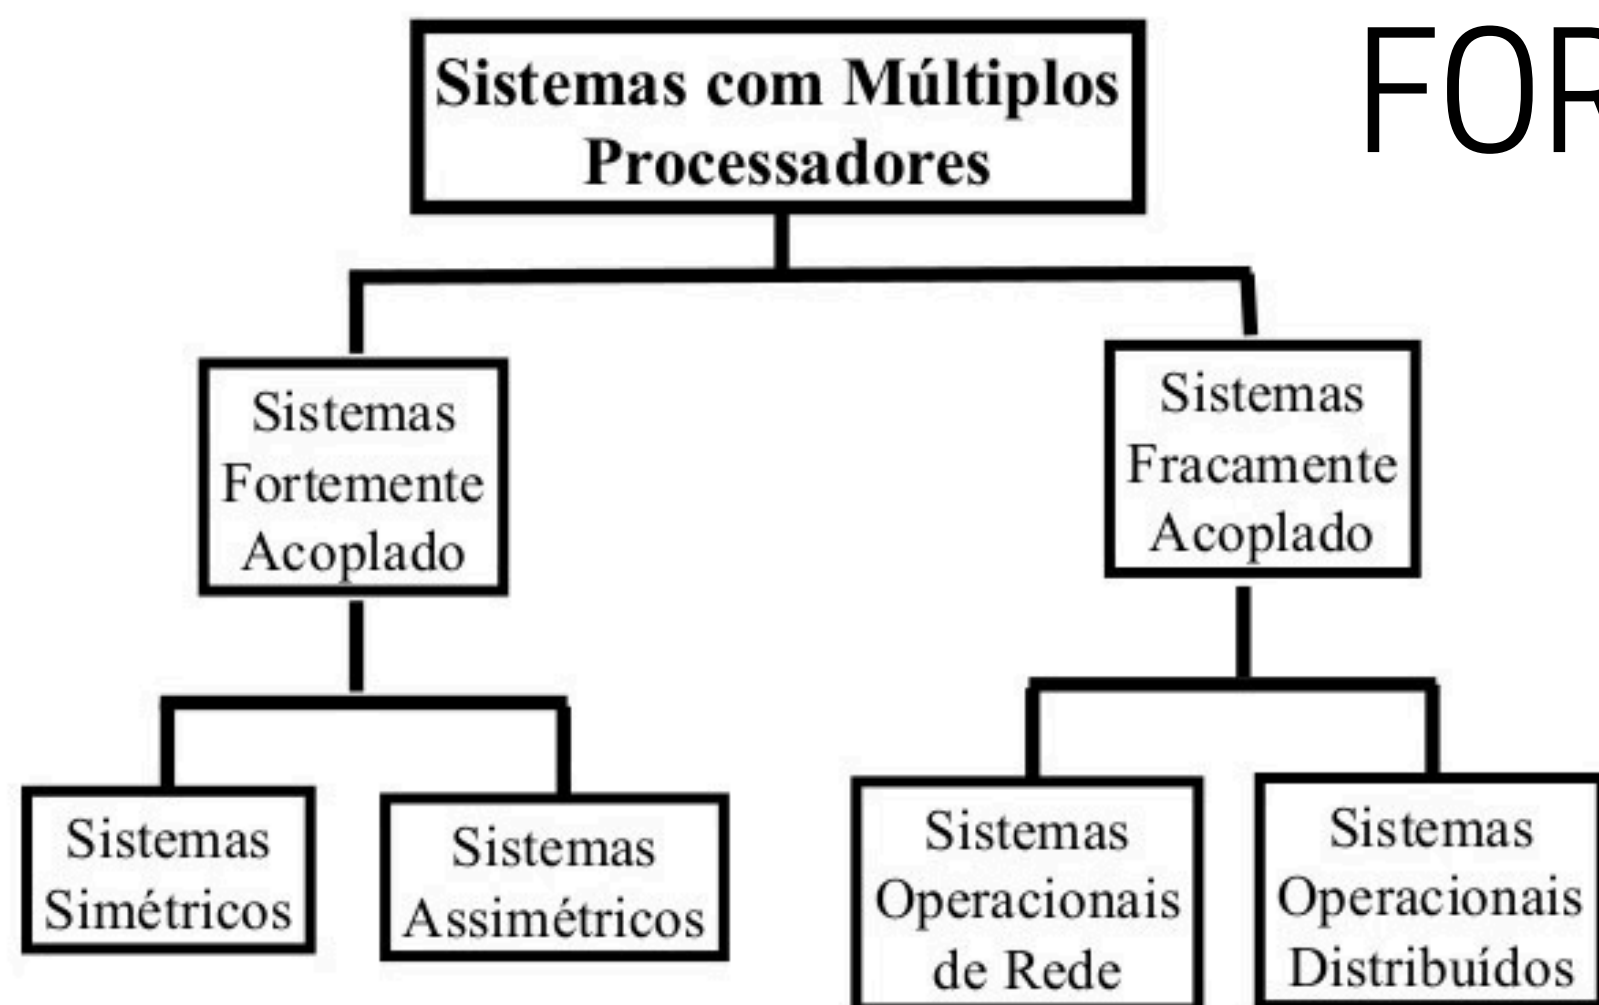 Sistemas com Múltiplos
Processadores
FOR
Sistemas
Fortemente
Acoplado
Sistemas
Fracamente
Acoplado
Sistemas
Simétricos
Sistemas
Assimétricos
Sistemas
Operacionais
de Rede
Sistemas
Operacionais
Distribuídos